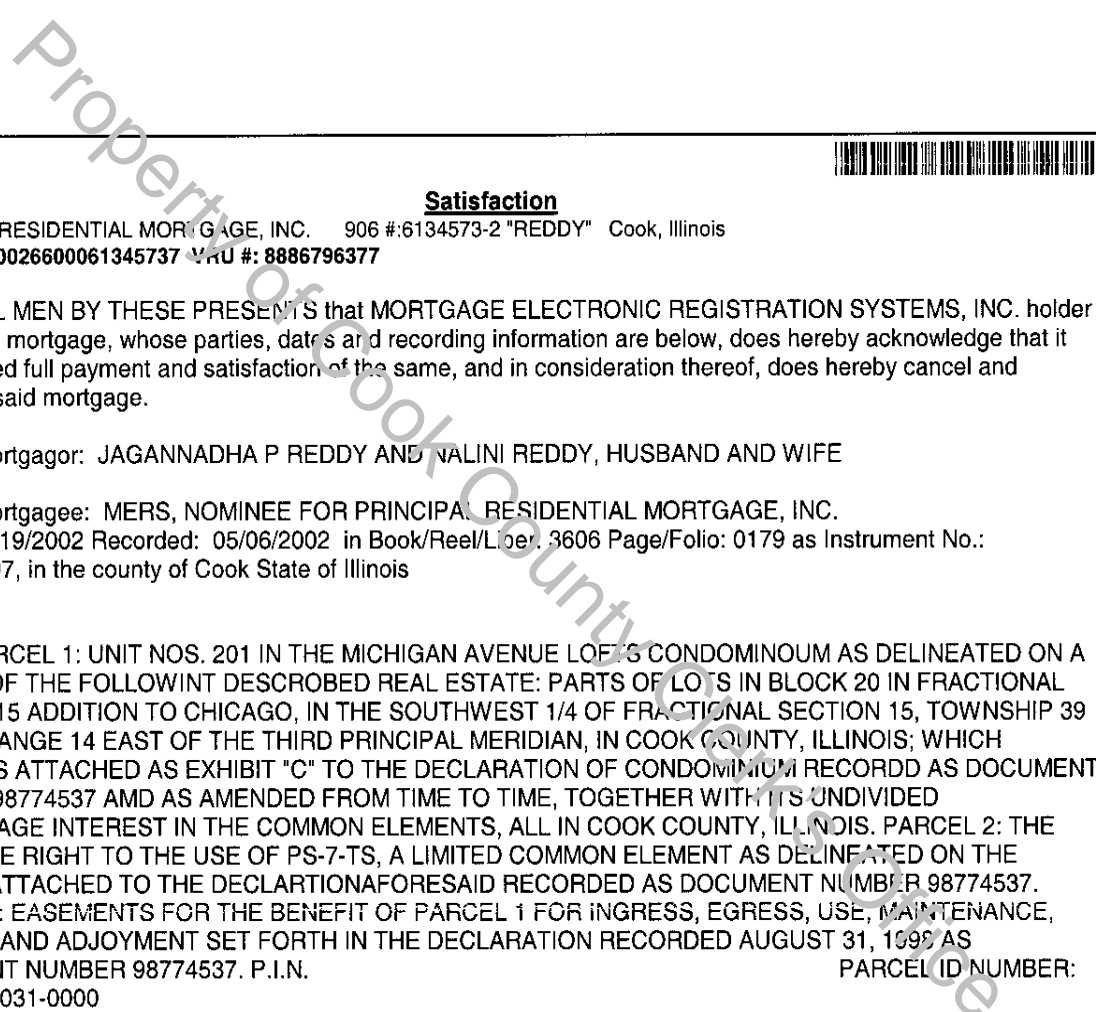 Property of Cook County Clerk's Office
Satisfaction
RESIDENTIAL MORTGAGE, INC. 906 #:6134573-2 "REDDY" Cook, Illinois
00266600061345737 VRU #: 8886796377
L MEN BY THESE PRESENTS that MORTGAGE ELECTRONIC REGISTRATION SYSTEMS, INC. holder
mortgage, whose parties, dates and recording information are below, does hereby acknowledge that it
ed full payment and satisfaction of the same, and in consideration thereof, does hereby cancel and
said mortgage.
ortgagor: JAGANNADHA P REDDY AND NALINI REDDY, HUSBAND AND WIFE
ortgagee: MERS, NOMINEE FOR PRINCIPAL RESIDENTIAL MORTGAGE, INC.
19/2002 Recorded: 05/06/2002 in Book/Reel/Liber: 3606 Page/Folio: 0179 as Instrument No.:
97, in the county of Cook State of Illinois
RCEL 1: UNIT NOS. 201 IN THE MICHIGAN AVENUE LOFTS CONDOMINOUM AS DELINEATED ON A
OF THE FOLLOWINT DESCROBED REAL ESTATE: PARTS OF LOTS IN BLOCK 20 IN FRACTIONAL
15 ADDITION TO CHICAGO, IN THE SOUTHWEST 1/4 OF FRACTIONAL SECTION 15, TOWNSHIP 39
ANGE 14 EAST OF THE THIRD PRINCIPAL MERIDIAN, IN COOK COUNTY, ILLINOIS; WHICH
S ATTACHED AS EXHIBIT "C" TO THE DECLARATION OF CONDOMINIUM RECORDD AS DOCUMENT
98774537 AMD AS AMENDED FROM TIME TO TIME, TOGETHER WITH ITS UNDIVIDED
AGE INTEREST IN THE COMMON ELEMENTS, ALL IN COOK COUNTY, ILLINOIS. PARCEL 2: THE
E RIGHT TO THE USE OF PS-7-TS, A LIMITED COMMON ELEMENT AS DELINEATED ON THE
ATTACHED TO THE DECLARTIONAFORESAID RECORDED AS DOCUMENT NUMBER 98774537.
: EASEMENTS FOR THE BENEFIT OF PARCEL 1 FOR INGRESS, EGRESS, USE, MAINTENANCE,
AND ADJOYMENT SET FORTH IN THE DECLARATION RECORDED AUGUST 31, 1998 AS
NT NUMBER 98774537. P.I.N. PARCEL ID NUMBER:
031-0000